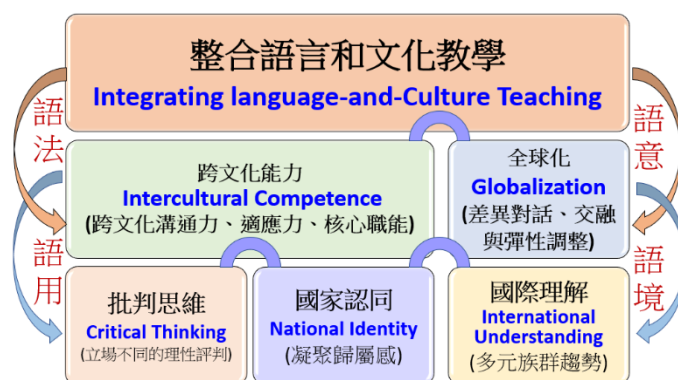 整合語言和文化教學
Integrating language-and-Culture Teaching
語法
語意
跨文化能力
Intercultural Competence
(跨文化溝通力、適應力、核心職能)
全球化
Globalization
(差異對話、交融
與彈性調整)
語用
語境
批判思維
Critical Thinking
(立場不同的理性評判)
國家認同
National Identity
(凝聚歸屬感)
國際理解
International
Understanding
(多元族群趨勢)